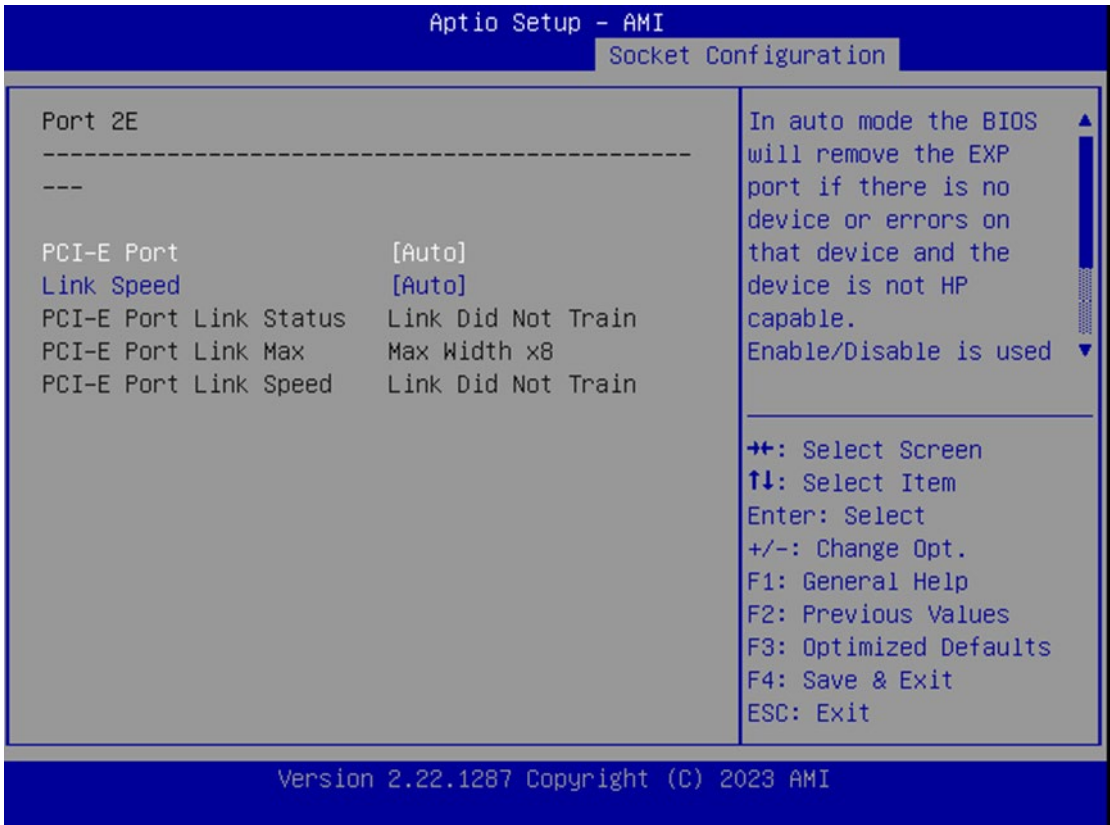 Aptio Setup – AMI
Socket Configuration
Port 2E
-----------------------------------------------
---
PCI-E Port [Auto]
Link Speed [Auto]
PCI-E Port Link Status Link Did Not Train
PCI-E Port Link Max Max Width x8
PCI-E Port Link Speed Link Did Not Train
In auto mode the BIOS
will remove the EXP
port if there is no
device or errors on
that device and the
device is not HP
capable.
Enable/Disable is used
→←: Select Screen
↑↓: Select Item
Enter: Select
+/-: Change Opt.
F1: General Help
F2: Previous Values
F3: Optimized Defaults
F4: Save & Exit
ESC: Exit
Version 2.22.1287 Copyright (C) 2023 AMI